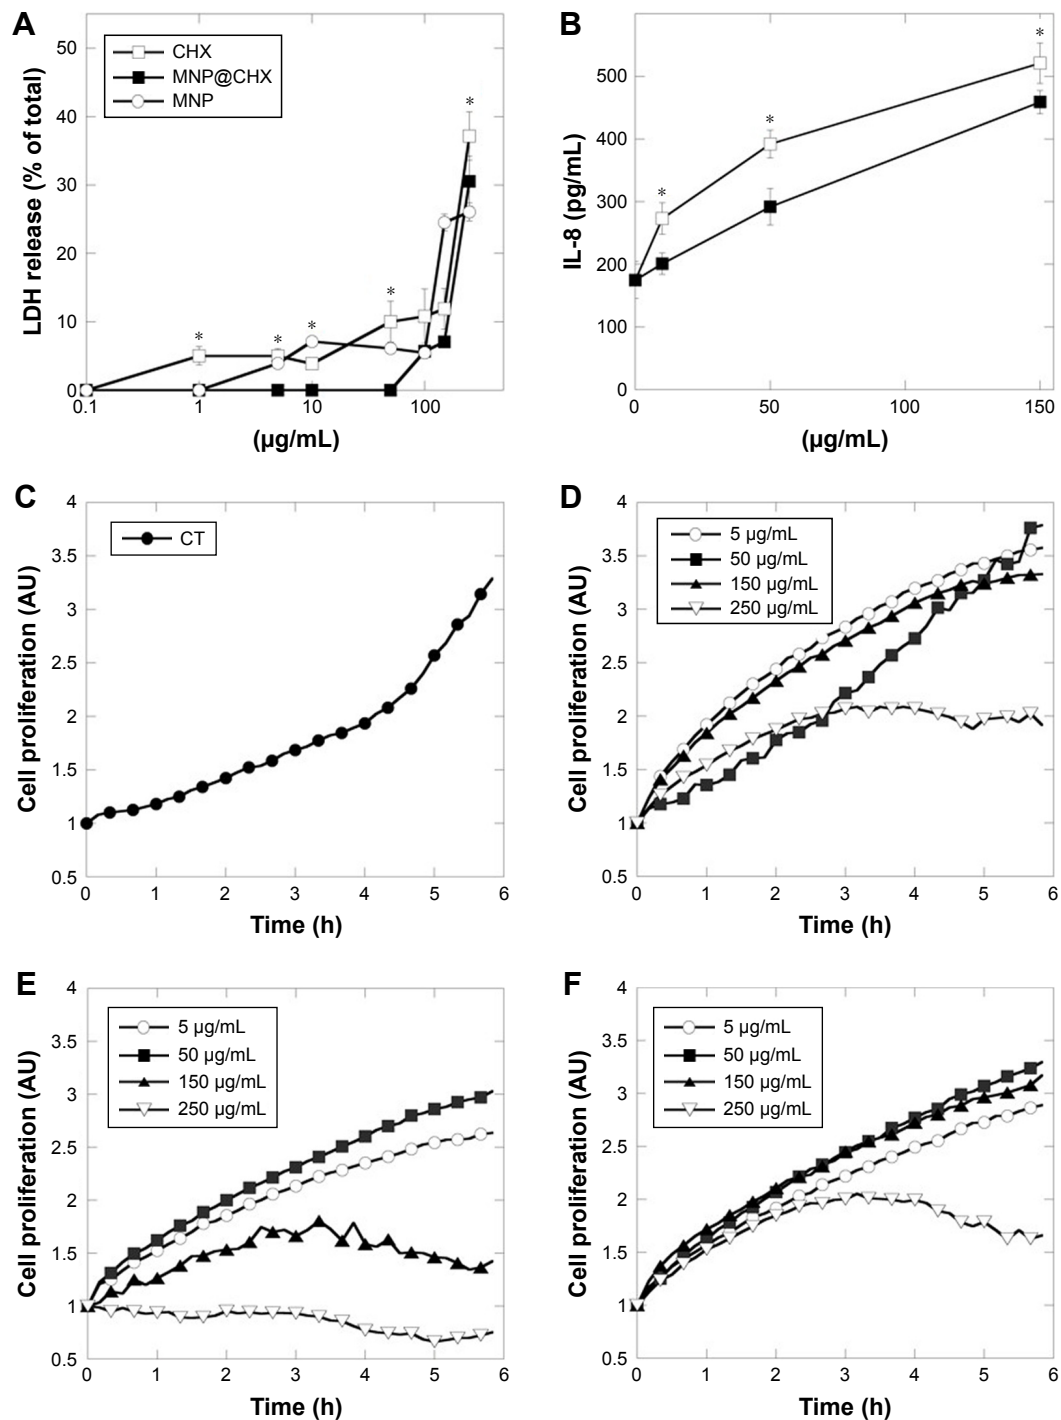 A
LDH release (% of total)
50
40
30
20
10
0
CHX
MNP@CHX
MNP
*
*
*
*
*
0.1
1
10
100
(µg/mL)
B
IL-8 (pg/mL)
500
400
300
200
100
0
*
*
*
0
50
100
150
(µg/mL)
C
Cell proliferation (AU)
4
3.5
3
2.5
2
1.5
1
0.5
CT
0
1
2
3
4
5
6
Time (h)
D
Cell proliferation (AU)
4
3.5
3
2.5
2
1.5
1
0.5
5 µg/mL
50 µg/mL
150 µg/mL
250 µg/mL
0
1
2
3
4
5
6
Time (h)
E
Cell proliferation (AU)
4
3.5
3
2.5
2
1.5
1
0.5
5 µg/mL
50 µg/mL
150 µg/mL
250 µg/mL
0
1
2
3
4
5
6
Time (h)
F
Cell proliferation (AU)
4
3.5
3
2.5
2
1.5
1
0.5
5 µg/mL
50 µg/mL
150 µg/mL
250 µg/mL
0
1
2
3
4
5
6
Time (h)